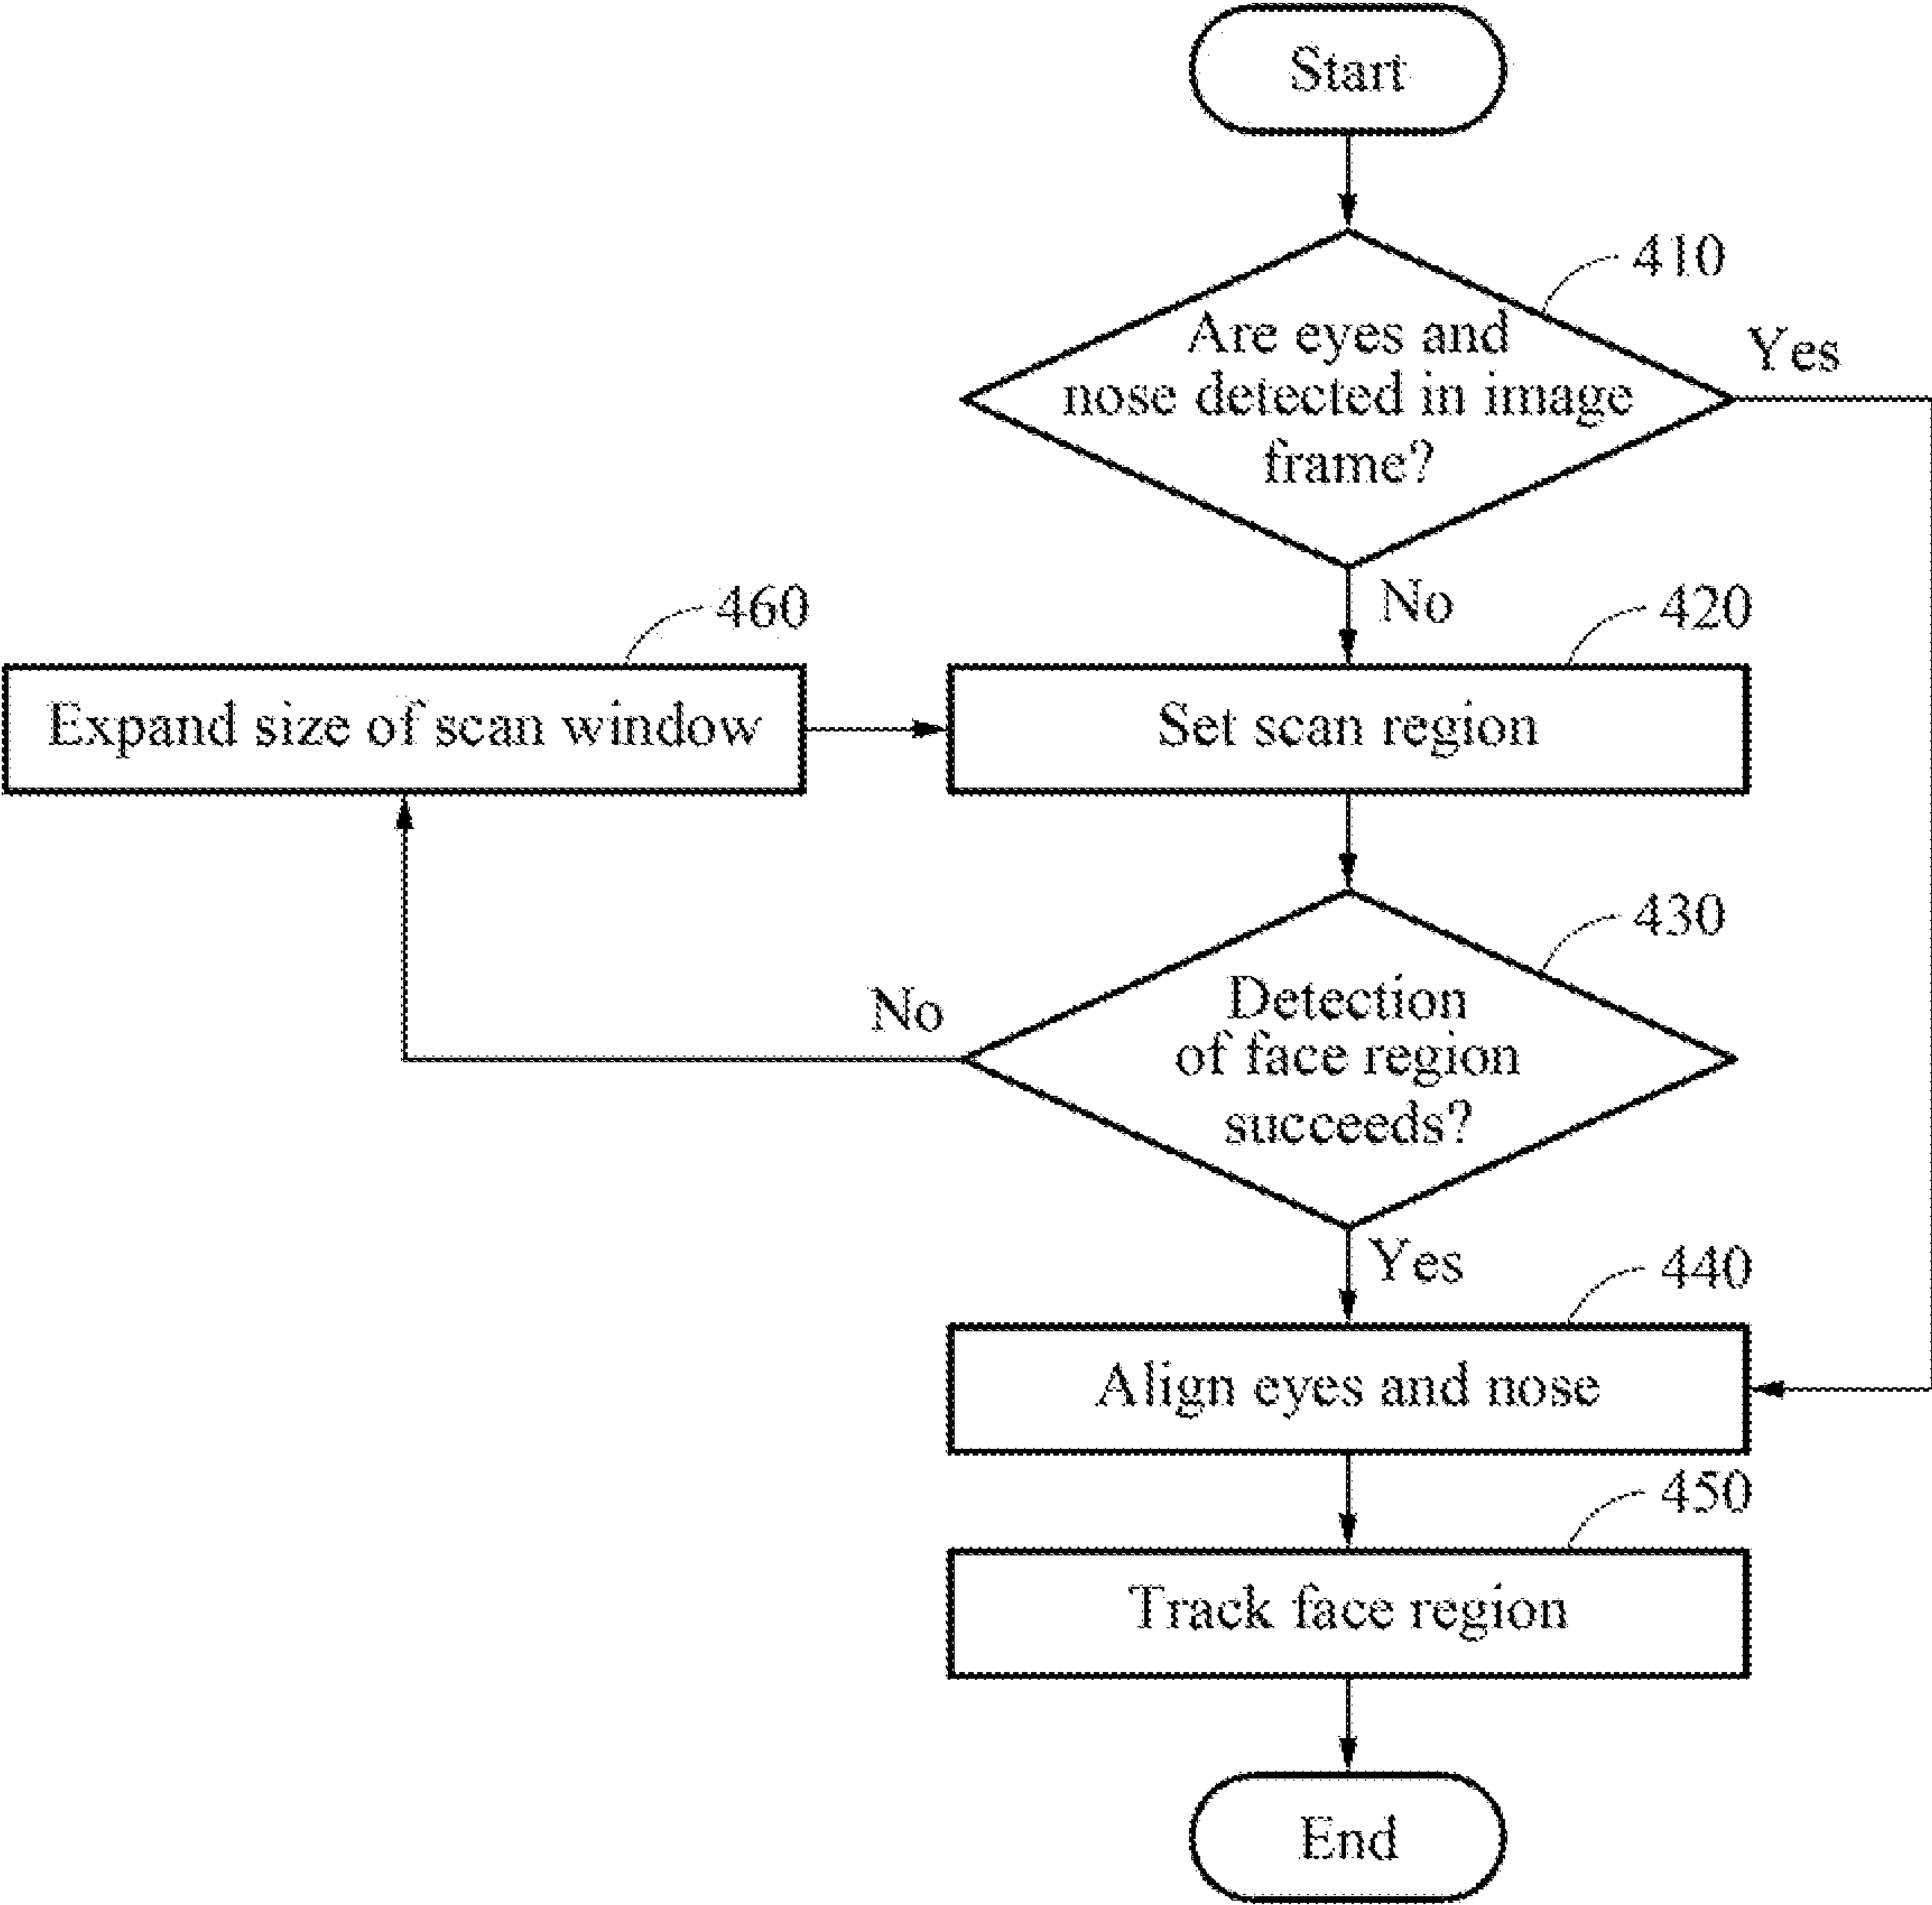 Start
410
Are eyes and
nose detected in image
frame?
Yes
No
460
420
Expand size of scan window
Set scan region
430
Detection
of face region
succeeds?
No
Yes
440
Align eyes and nose
450
Track face region
End